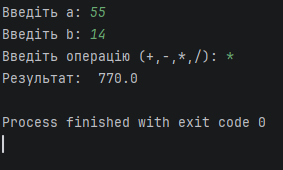 Введіть a: 55
Введіть b: 14
Введіть операцію (+,-,*,/): *
Результат:  770.0
Process finished with exit code 0